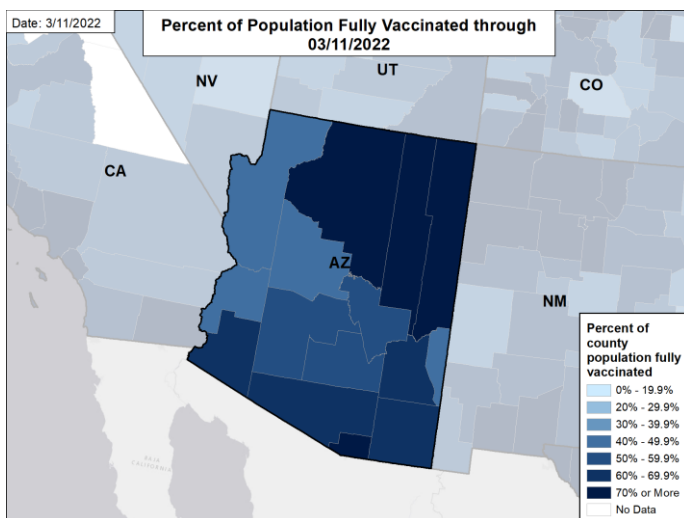 Date: 3/11/2022
Percent of Population Fully Vaccinated through
03/11/2022
NV
UT
CO
CA
AZ
NM
BAJA
CALIFORNIA
Percent of
county
population fully
vaccinated
0% - 19.9%
20% - 29.9%
30% - 39.9%
40% - 49.9%
50% - 59.9%
60% - 69.9%
70% or More
No Data